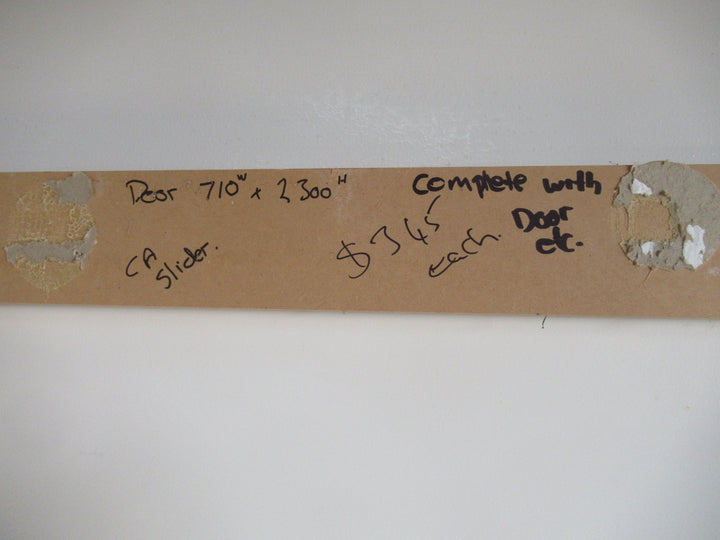 Door 710W x 2300H
CA Slider.
$345 each.
Complete with
Door
etc.